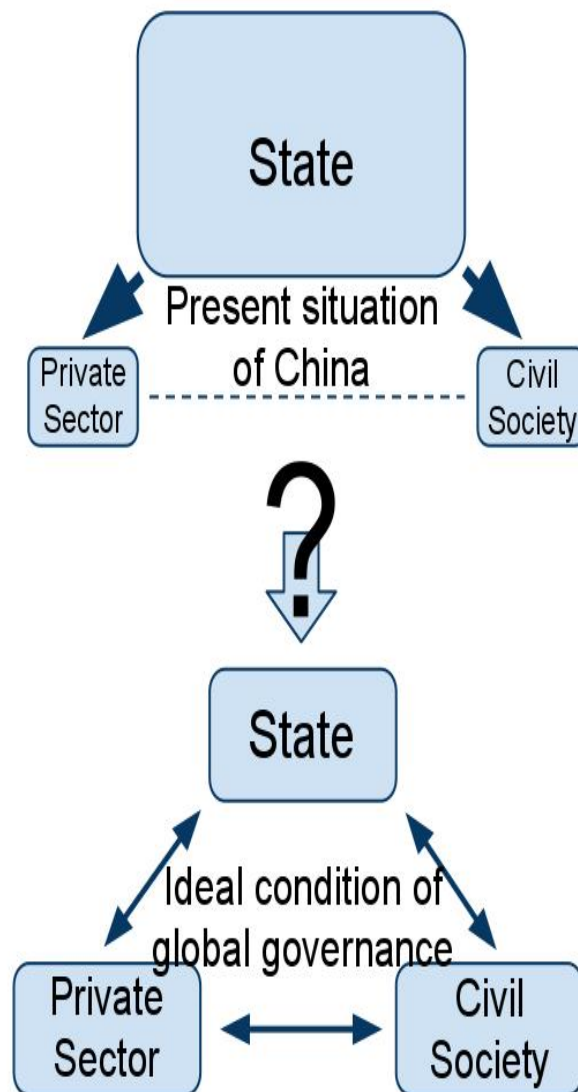 State
Present situation
of China
Private
Sector
Civil
Society
?
State
Ideal condition of
global governance
Private
Sector
Civil
Society